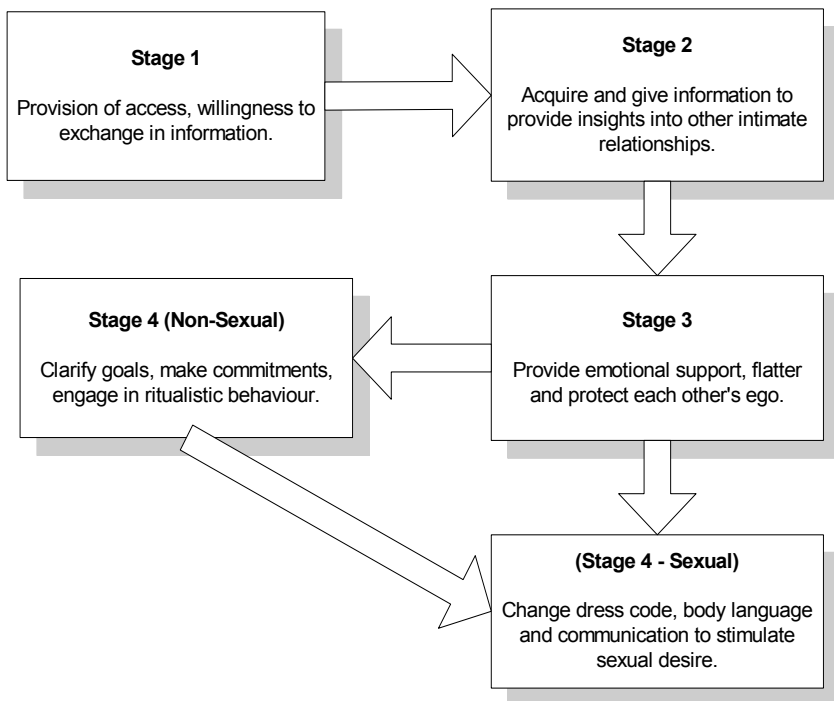 Stage 1
Provision of access, willingness to
exchange in information.
Stage 2
Acquire and give information to
provide insights into other intimate
relationships.
Stage 3
Provide emotional support, flatter
and protect each other's ego.
Stage 4 (Non-Sexual)
Clarify goals, make commitments,
engage in ritualistic behaviour.
(Stage 4 - Sexual)
Change dress code, body language
and communication to stimulate
sexual desire.